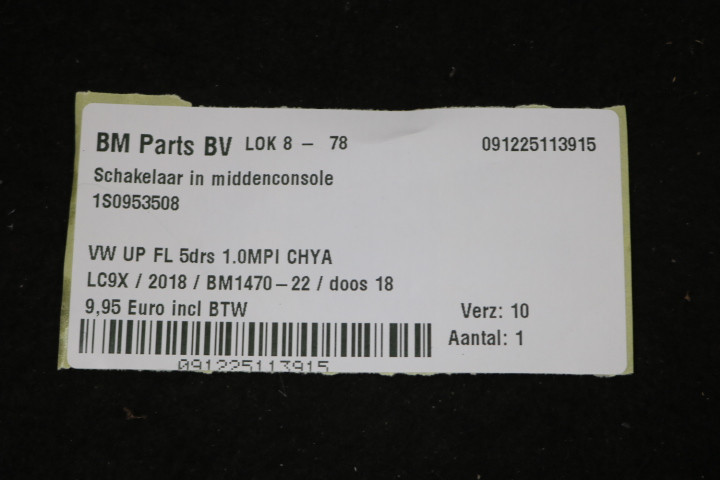 BM Parts BV LOK 8 - 78 091225113915
Schakelaar in middenconsole
1S0953508
VW UP FL 5drs 1.0MPI CHYA
LC9X / 2018 / BM1470-22 / doos 18
9,95 Euro incl BTW Verz: 10
Aantal: 1
091225113915